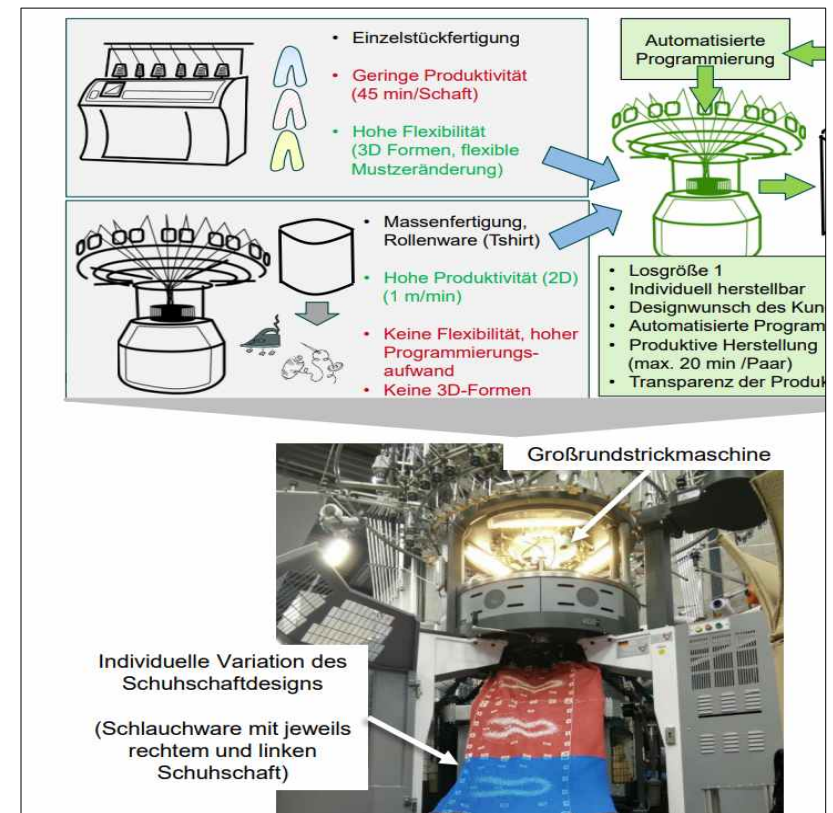 • Einzelstückfertigung
• Geringe Produktivität
(45 min/Schaft)
• Hohe Flexibilität
(3D Formen, flexible
Mustzeränderung)
Automatisierte
Programmierung
• Massenfertigung,
Rollenware (Tshirt)
• Hohe Produktivität (2D)
(1 m/min)
• Keine Flexibilität, hoher
Programmierungs-
aufwand
• Keine 3D-Formen
• Losgröße 1
• Individuell herstellbar
• Designwunsch des Kun
• Automatisierte Program
• Produktive Herstellung
(max. 20 min /Paar)
• Transparenz der Produk
Großrundstrickmaschine
Individuelle Variation des
Schuhschaftdesigns
(Schlauchware mit jeweils
rechtem und linken
Schuhschaft)